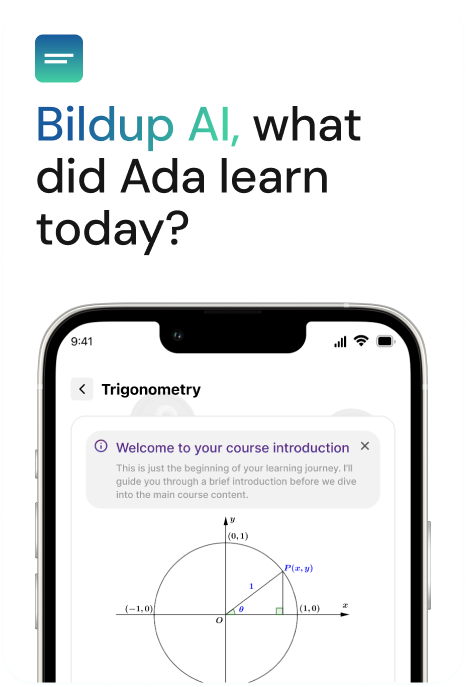 Bildup AI, what
did Ada learn
today?
9:41
Trigonometry
Welcome to your course introduction
This is just the beginning of your learning journey. I'll
guide you through a brief introduction before we dive
into the main course content.
y
(0, 1)
P(x, y)
1
θ
(−1, 0)
(1, 0)
x
O